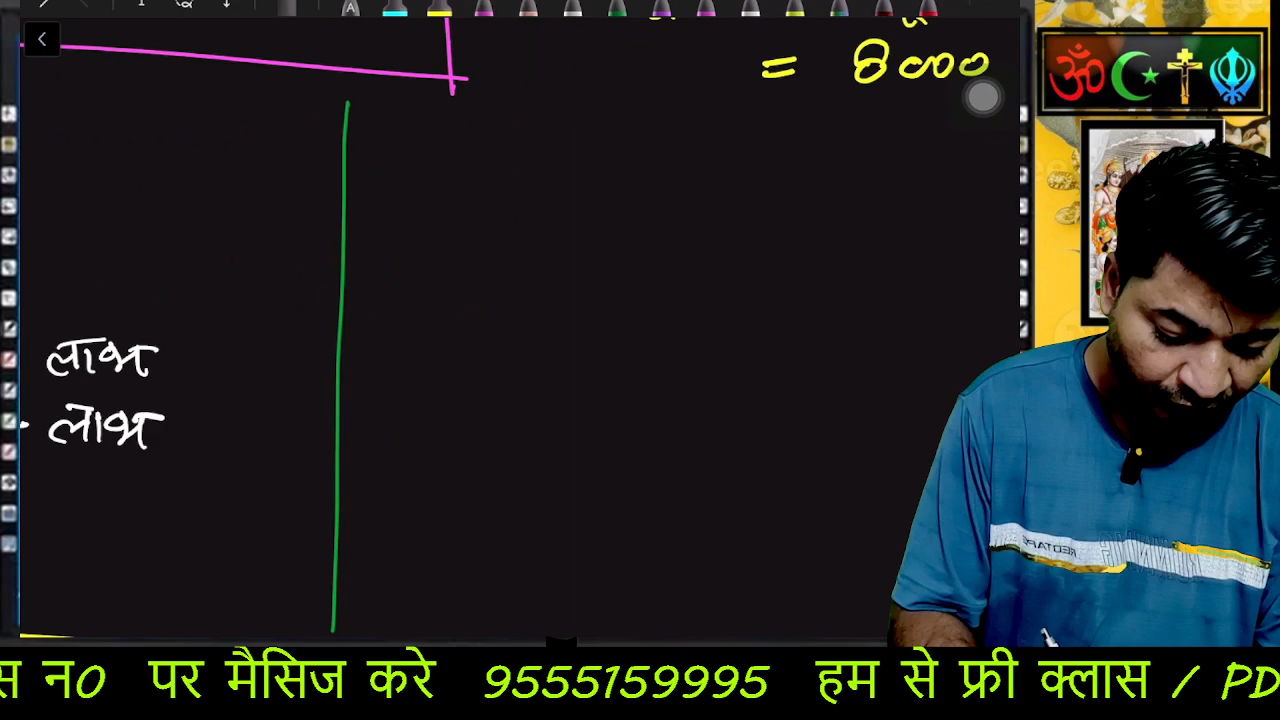 = 8000
लाभ
लाभ
स न0 पर मैसिज करे 9555159995 हम से फ्री क्लास / PD